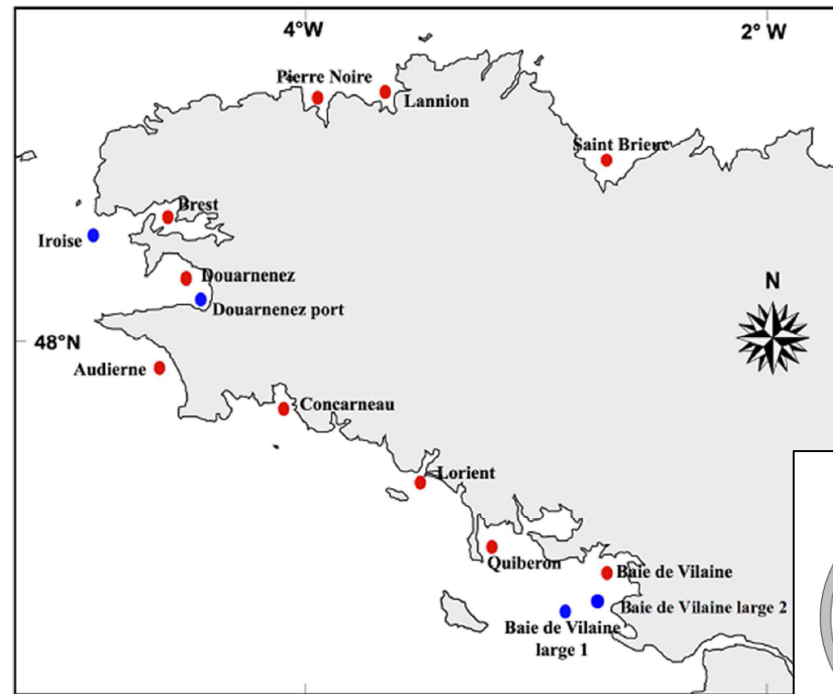 4°W
2° W
Pierre Noire
Lannion
Saint Brieuc
Brest
Iroise
Douarnenez
Douarnenez port
N
48°N
Audierne
Concarneau
Lorient
Quiberon
Baie de Vilaine
Baie de Vilaine large 2
Baie de Vilaine
large 1